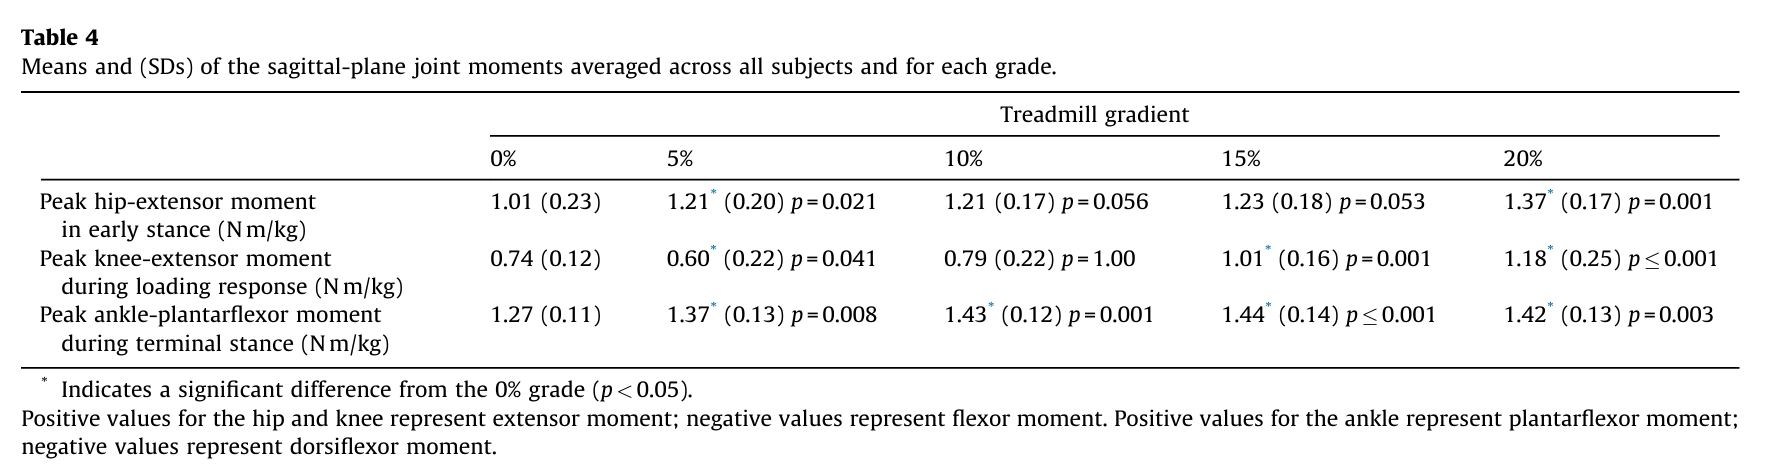 Table 4
Means and (SDs) of the sagittal-plane joint moments averaged across all subjects and for each grade.
Treadmill gradient
0% 5% 10% 15% 20%
Peak hip-extensor moment 1.01 (0.23) 1.21* (0.20) p = 0.021 1.21 (0.17) p = 0.056 1.23 (0.18) p = 0.053 1.37* (0.17) p = 0.001
in early stance (N m/kg)
Peak knee-extensor moment 0.74 (0.12) 0.60* (0.22) p = 0.041 0.79 (0.22) p = 1.00 1.01* (0.16) p = 0.001 1.18* (0.25) p ≤ 0.001
during loading response (N m/kg)
Peak ankle-plantarflexor moment 1.27 (0.11) 1.37* (0.13) p = 0.008 1.43* (0.12) p = 0.001 1.44* (0.14) p ≤ 0.001 1.42* (0.13) p = 0.003
during terminal stance (N m/kg)
* Indicates a significant difference from the 0% grade (p < 0.05).
Positive values for the hip and knee represent extensor moment; negative values represent flexor moment. Positive values for the ankle represent plantarflexor moment;
negative values represent dorsiflexor moment.